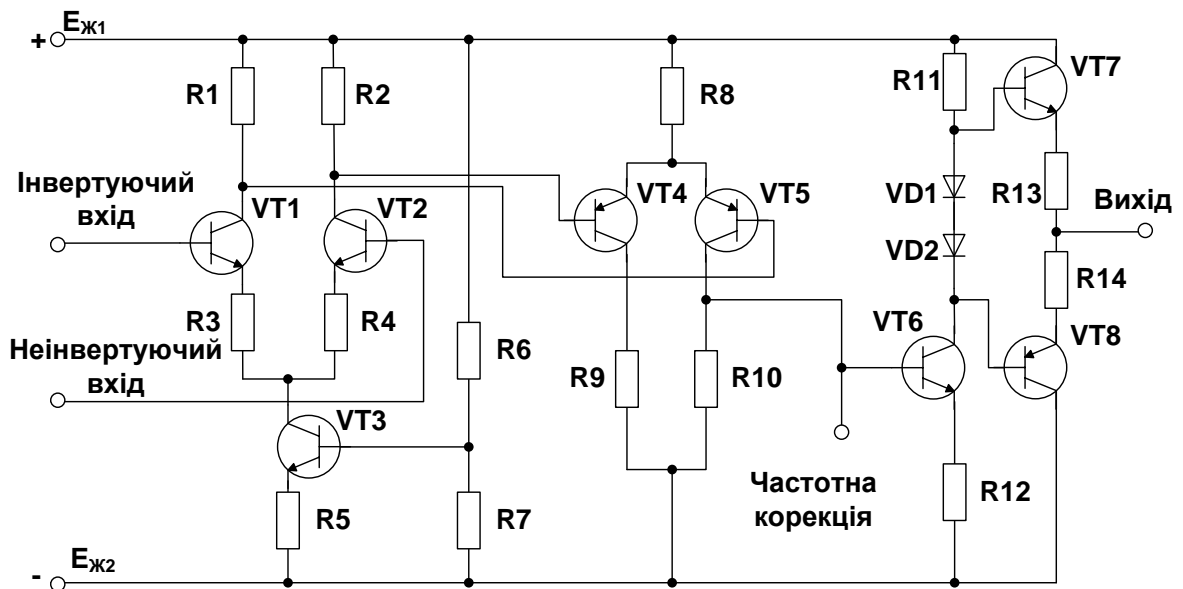 + EЖ1
R1
R2
R8
R11
VT7
Інвертуючий
вхід
VT1
VT2
VT4
VT5
VD1
R13
Вихід
VD2
R14
R3
R4
R6
VT6
VT8
Неінвертуючий
вхід
R9
R10
VT3
Частотна
корекція
R12
R5
R7
- EЖ2